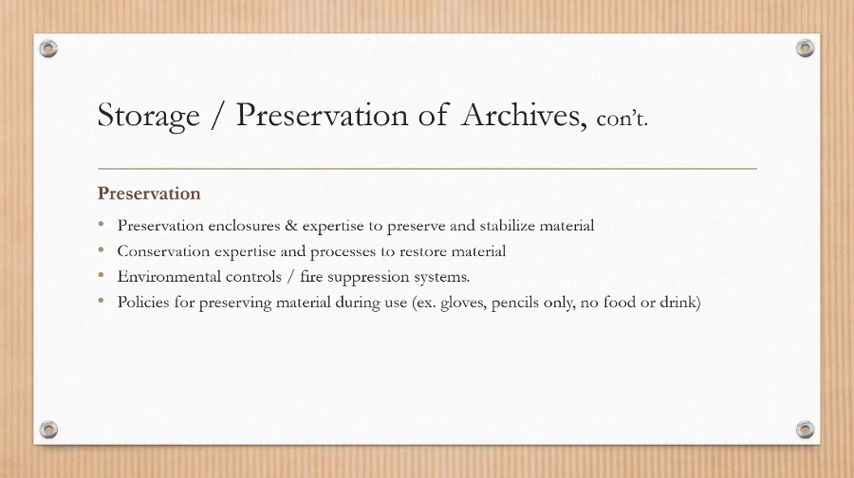 Storage / Preservation of Archives, con’t.
Preservation
• Preservation enclosures & expertise to preserve and stabilize material
• Conservation expertise and processes to restore material
• Environmental controls / fire suppression systems.
• Policies for preserving material during use (ex. gloves, pencils only, no food or drink)